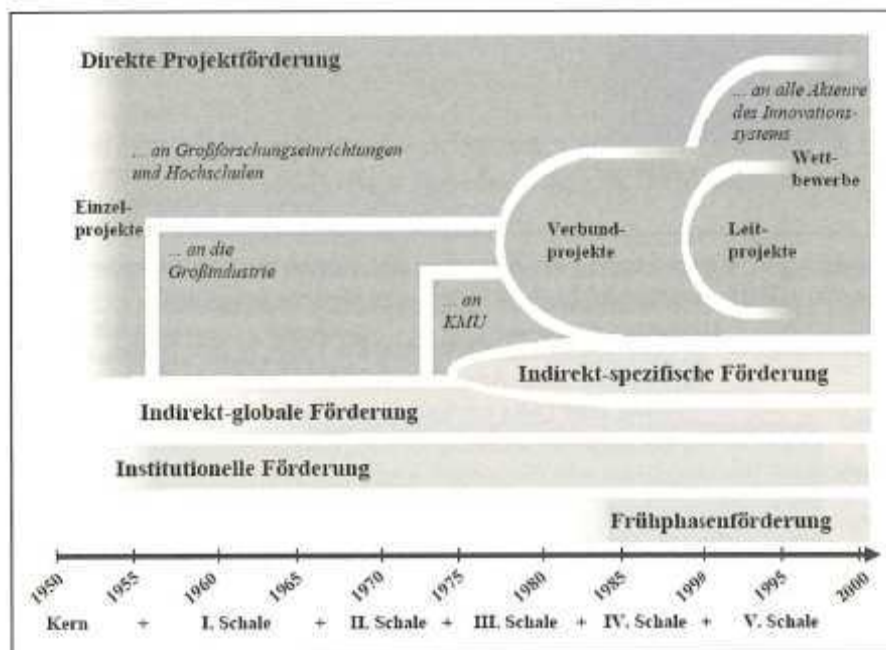 Direkte Projektförderung
... an alle Akteure
des Innovations-
systems
... an Großforschungseinrichtungen
und Hochschulen
Wett-
bewerbe
Einzel-
projekte
... an die
Großindustrie
Verbund-
projekte
Leit-
projekte
... an
KMU
Indirekt-spezifische Förderung
Indirekt-globale Förderung
Institutionelle Förderung
Frühphasenförderung
1950 1955 1960 1965 1970 1975 1980 1985 1990 1995 2000
Kern + I. Schale + II. Schale + III. Schale + IV. Schale + V. Schale